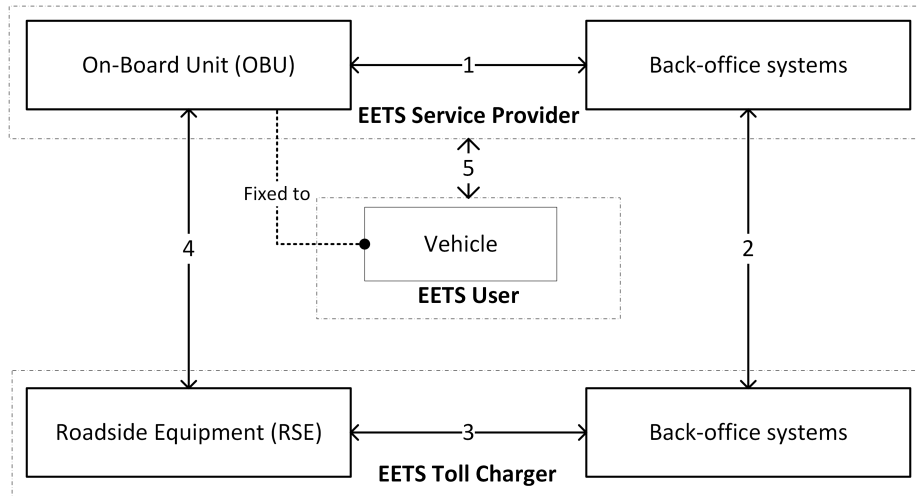 On-Board Unit (OBU)
1
Back-office systems
EETS Service Provider
5
Fixed to
4
Vehicle
2
EETS User
Roadside Equipment (RSE)
3
Back-office systems
EETS Toll Charger